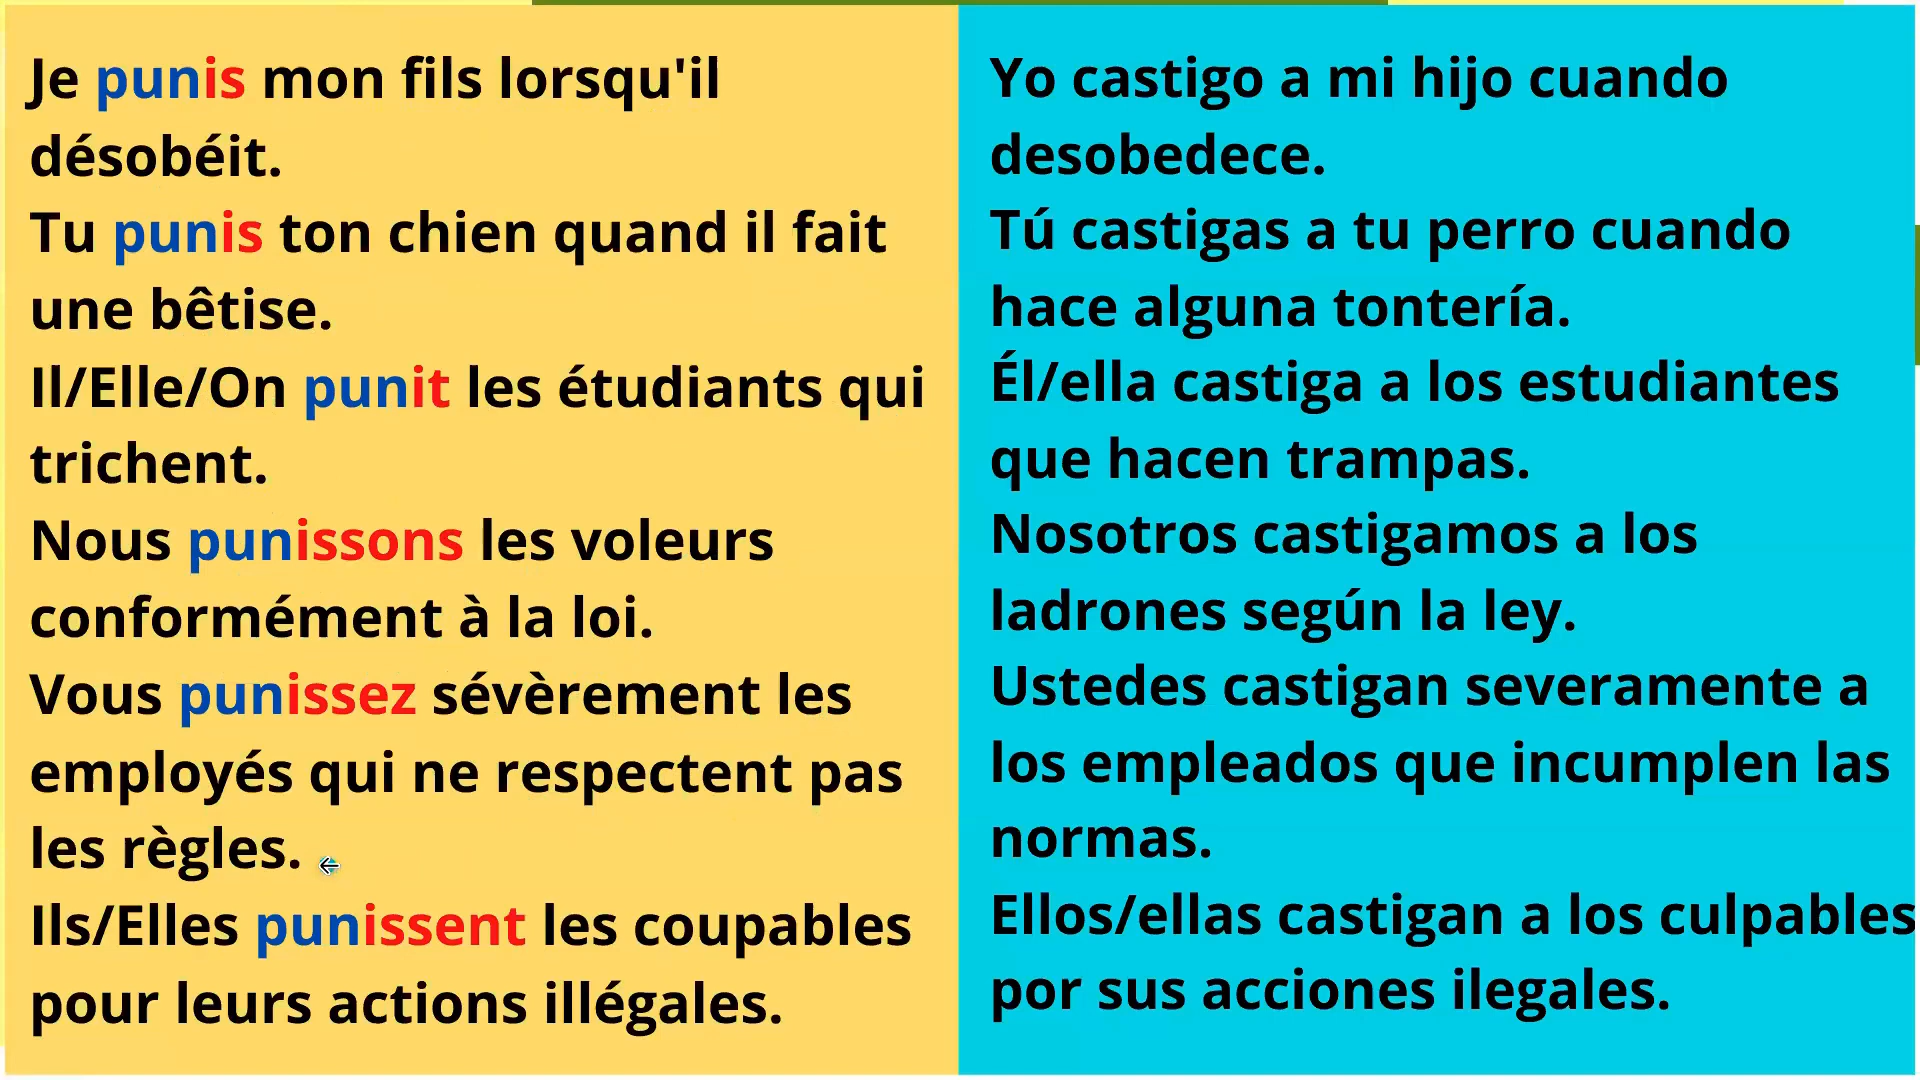 Je punis mon fils lorsqu'il
désobéit.
Tu punis ton chien quand il fait
une bêtise.
Il/Elle/On punit les étudiants qui
trichent.
Nous punissons les voleurs
conformément à la loi.
Vous punissez sévèrement les
employés qui ne respectent pas
les règles.
Ils/Elles punissent les coupables
pour leurs actions illégales.
Yo castigo a mi hijo cuando
desobedece.
Tú castigas a tu perro cuando
hace alguna tontería.
Él/ella castiga a los estudiantes
que hacen trampas.
Nosotros castigamos a los
ladrones según la ley.
Ustedes castigan severamente a
los empleados que incumplen las
normas.
Ellos/ellas castigan a los culpables
por sus acciones ilegales.